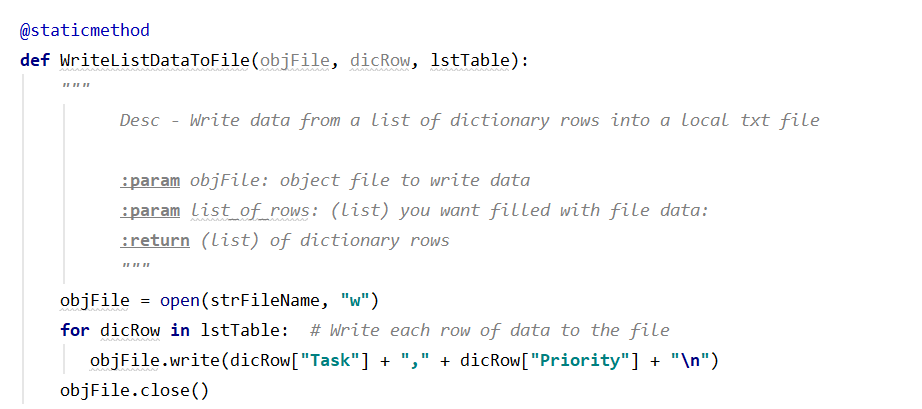 @staticmethod
def WriteListDataToFile(objFile, dicRow, lstTable):
"""
Desc - Write data from a list of dictionary rows into a local txt file
:param objFile: object file to write data
:param list_of_rows: (list) you want filled with file data:
:return (list) of dictionary rows
"""
objFile = open(strFileName, "w")
for dicRow in lstTable:  # Write each row of data to the file
objFile.write(dicRow["Task"] + "," + dicRow["Priority"] + "\n")
objFile.close()